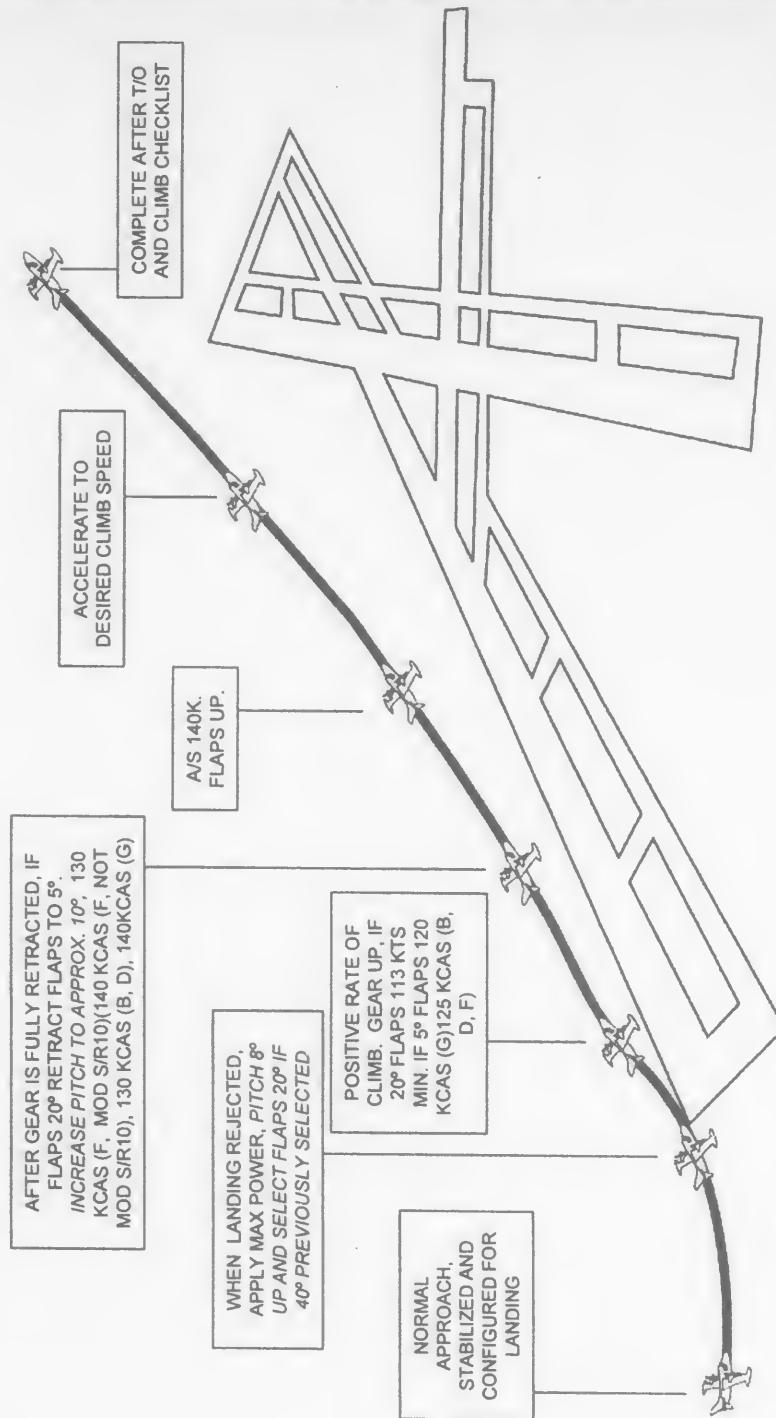 NORMAL
APPROACH,
STABILIZED AND
CONFIGURED FOR
LANDING
WHEN LANDING REJECTED,
APPLY MAX POWER, PITCH 8º
UP AND SELECT FLAPS 20º IF
40º PREVIOUSLY SELECTED
POSITIVE RATE OF
CLIMB. GEAR UP, IF
20º FLAPS 113 KTS
MIN. IF 5º FLAPS 120
KCAS (G)125 KCAS (B,
D, F)
AFTER GEAR IS FULLY RETRACTED, IF
FLAPS 20º RETRACT FLAPS TO 5º.
INCREASE PITCH TO APPROX. 10º, 130
KCAS (F, MOD S/R10)(140 KCAS (F, NOT
MOD S/R10), 130 KCAS (B, D), 140KCAS (G)
A/S 140K.
FLAPS UP.
ACCELERATE TO
DESIRED CLIMB SPEED
COMPLETE AFTER T/O
AND CLIMB CHECKLIST